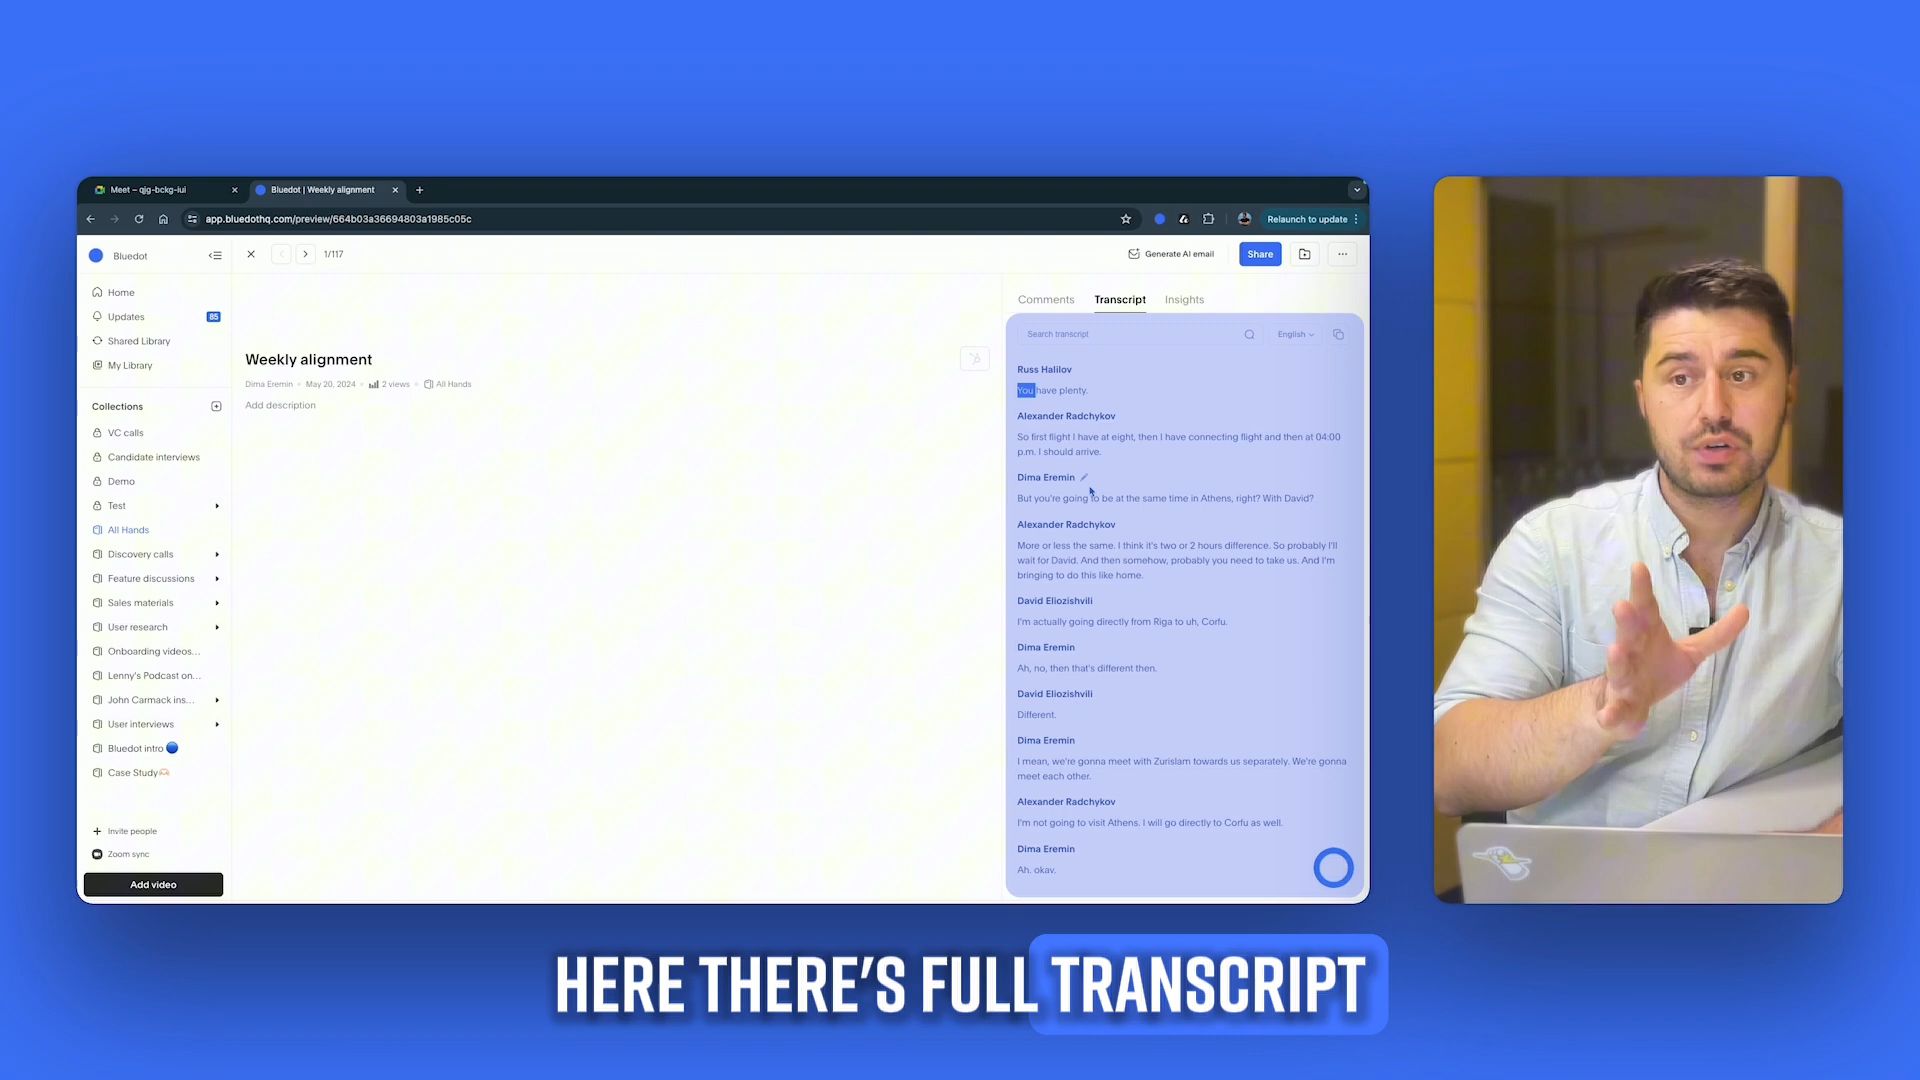 Meet – qjg-bckg-iui
Bluedot | Weekly alignment
app.bluedothq.com/preview/664b03a36694803a1985c05c
Relaunch to update
Bluedot
1/117
Generate AI email
Share
Home
Updates
85
Shared Library
My Library
Collections
VC calls
Candidate interviews
Demo
Test
All Hands
Discovery calls
Feature discussions
Sales materials
User research
Onboarding videos...
Lenny's Podcast on...
John Carmack ins...
User interviews
Bluedot intro
Case Study
Invite people
Zoom sync
Add video
Weekly alignment
Dima Eremin • May 20, 2024 • 2 views • All Hands
Add description
Comments
Transcript
Insights
Search transcript
English
Russ Halilov
You have plenty.
Alexander Radchykov
So first flight I have at eight, then I have connecting flight and then at 04:00
p.m. I should arrive.
Dima Eremin
But you're going to be at the same time in Athens, right? With David?
Alexander Radchykov
More or less the same. I think it's two or 2 hours difference. So probably I'll
wait for David. And then somehow, probably you need to take us. And I'm
bringing to do this like home.
David Eliozishvili
I'm actually going directly from Riga to uh, Corfu.
Dima Eremin
Ah, no, then that's different then.
David Eliozishvili
Different.
Dima Eremin
I mean, we're gonna meet with Zurislam towards us separately. We're gonna
meet each other.
Alexander Radchykov
I'm not going to visit Athens. I will go directly to Corfu as well.
Dima Eremin
Ah. okay.
HERE THERE'S FULL TRANSCRIPT